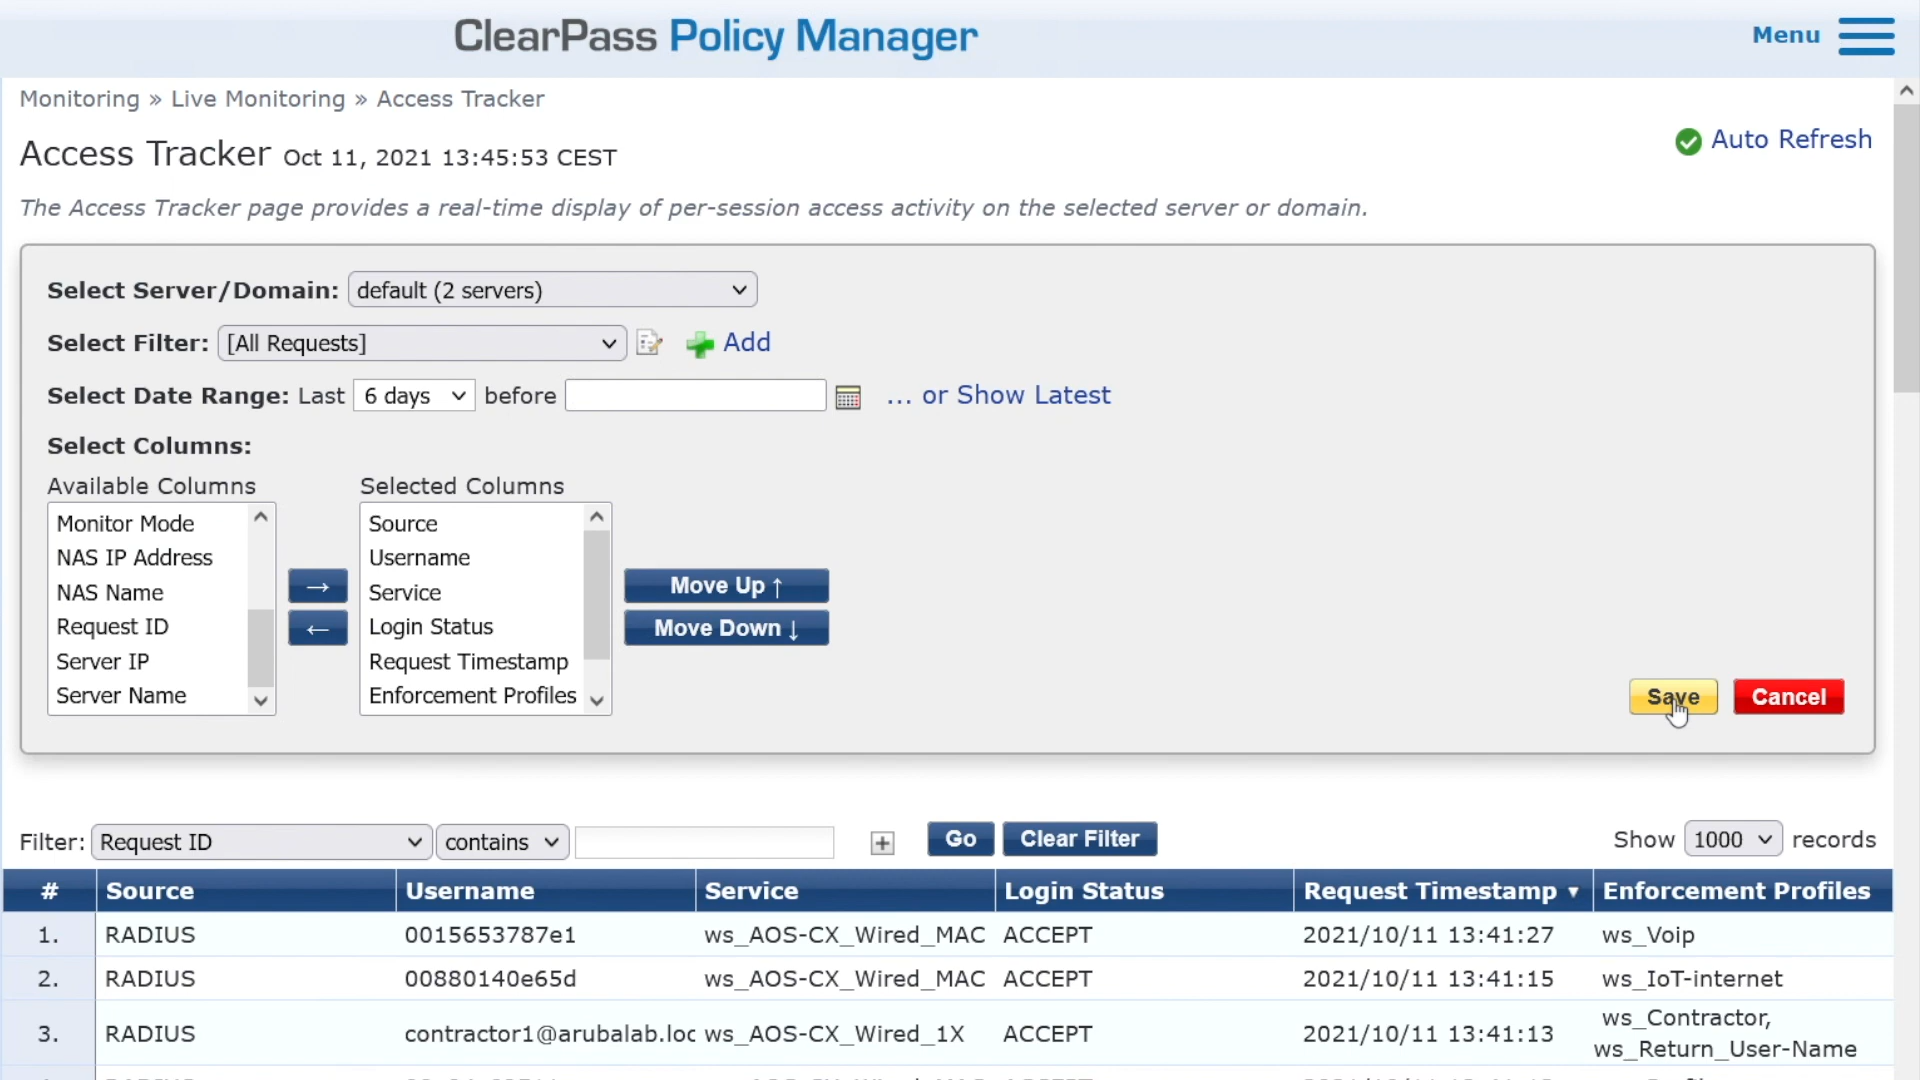 ClearPass Policy Manager
Menu
Monitoring » Live Monitoring » Access Tracker
Auto Refresh
Access Tracker Oct 11, 2021 13:45:53 CEST
The Access Tracker page provides a real-time display of per-session access activity on the selected server or domain.
Select Server/Domain: default (2 servers)
Select Filter: [All Requests] Add
Select Date Range: Last 6 days before ... or Show Latest
Select Columns:
Available Columns Selected Columns
Monitor Mode Source
NAS IP Address Username
NAS Name Service
Request ID Login Status
Server IP Request Timestamp
Server Name Enforcement Profiles
→ Move Up ↑
← Move Down ↓
Save Cancel
Filter: Request ID contains Go Clear Filter Show 1000 records
# Source Username Service Login Status Request Timestamp ▼ Enforcement Profiles
1. RADIUS 0015653787e1 ws_AOS-CX_Wired_MAC ACCEPT 2021/10/11 13:41:27 ws_Voip
2. RADIUS 00880140e65d ws_AOS-CX_Wired_MAC ACCEPT 2021/10/11 13:41:15 ws_IoT-internet
3. RADIUS contractor1@arubalab.loc ws_AOS-CX_Wired_1X ACCEPT 2021/10/11 13:41:13 ws_Contractor,
ws_Return_User-Name